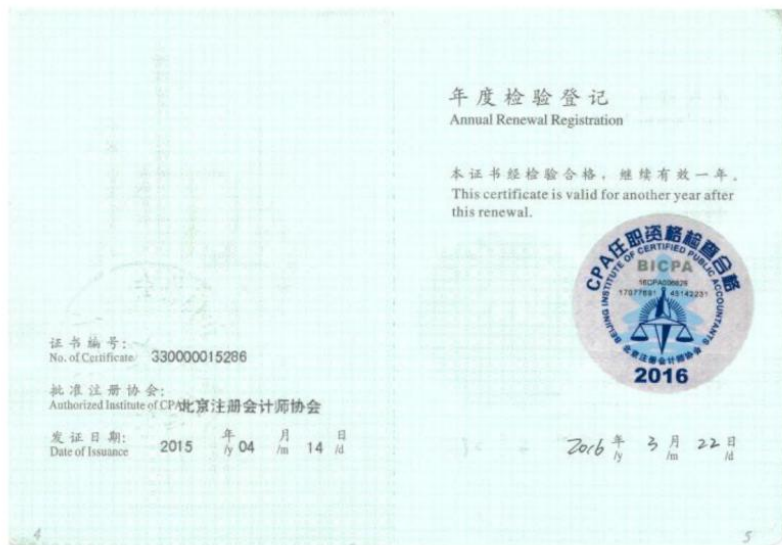 证书编号:
No. of Certificate 330000015286
批准注册协会:
Authorized Institute of CPA 北京注册会计师协会
发证日期: 2015 年 04 月 14 日
Date of Issuance /y /m /d
4
年度检验登记
Annual Renewal Registration
本证书经检验合格，继续有效一年。
This certificate is valid for another year after
this renewal.
CPA任职资格检查合格
BEIJING INSTITUTE OF CERTIFIED PUBLIC ACCOUNTANTS
BICPA
北京注册会计师协会
2016
2016 年 3 月 22 日
/y /m /d
5